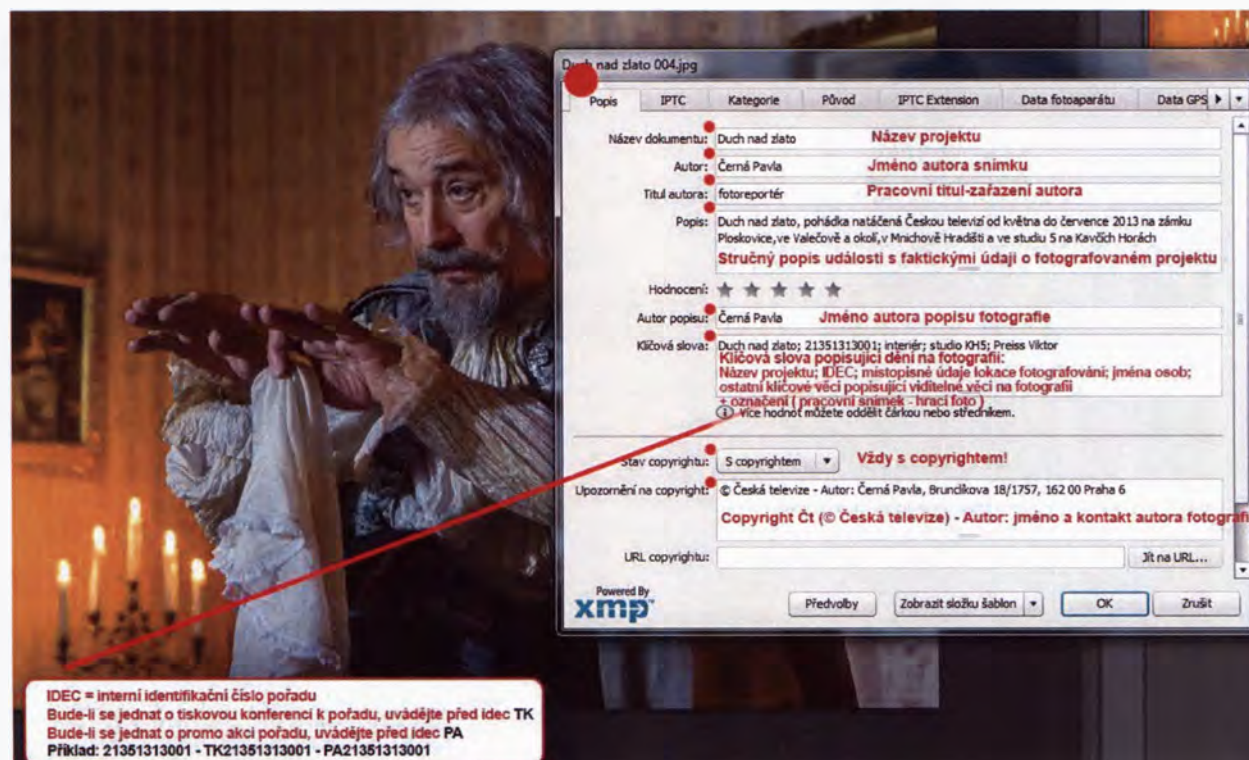 Duch nad zlato 004.jpg
Popis IPTC Kategorie Původ IPTC Extension Data fotoaparátu Data GPS
Název dokumentu: Duch nad zlato Název projektu
Autor: Černá Pavla Jméno autora snímku
Titul autora: fotoreportér Pracovní titul-zařazení autora
Popis: Duch nad zlato, pohádka natáčená Českou televizí od května do července 2013 na zámku
Ploskovice,ve Valečově a okolí,v Mnichově Hradišti a ve studiu 5 na Kavčích Horách
Stručný popis události s faktickými údaji o fotografovaném projektu
Hodnocení:
Autor popisu: Černá Pavla Jméno autora popisu fotografie
Klíčová slova: Duch nad zlato; 21351313001; interiér; studio KH5; Preiss Viktor
Klíčová slova popisující dění na fotografii:
Název projektu; IDEC; místopisné údaje lokace fotografování; jména osob;
ostatní klíčové věci popisující viditelné věci na fotografii
+ označení ( pracovní snímek - hrací foto )
Více hodnot můžete oddělit čárkou nebo středníkem.
Stav copyrightu: S copyrightem Vždy s copyrightem!
Upozornění na copyright: © Česká televize - Autor: Černá Pavla, Brunclíkova 18/1757, 162 00 Praha 6
Copyright Čt (© Česká televize) - Autor: jméno a kontakt autora fotografi
URL copyrightu: Jít na URL...
Powered By
xmp™ Předvolby Zobrazit složku šablon OK Zrušit
IDEC = interní identifikační číslo pořadu
Bude-li se jednat o tiskovou konferenci k pořadu, uvádějte před idec TK
Bude-li se jednat o promo akci pořadu, uvádějte před idec PA
Příklad: 21351313001 - TK21351313001 - PA21351313001